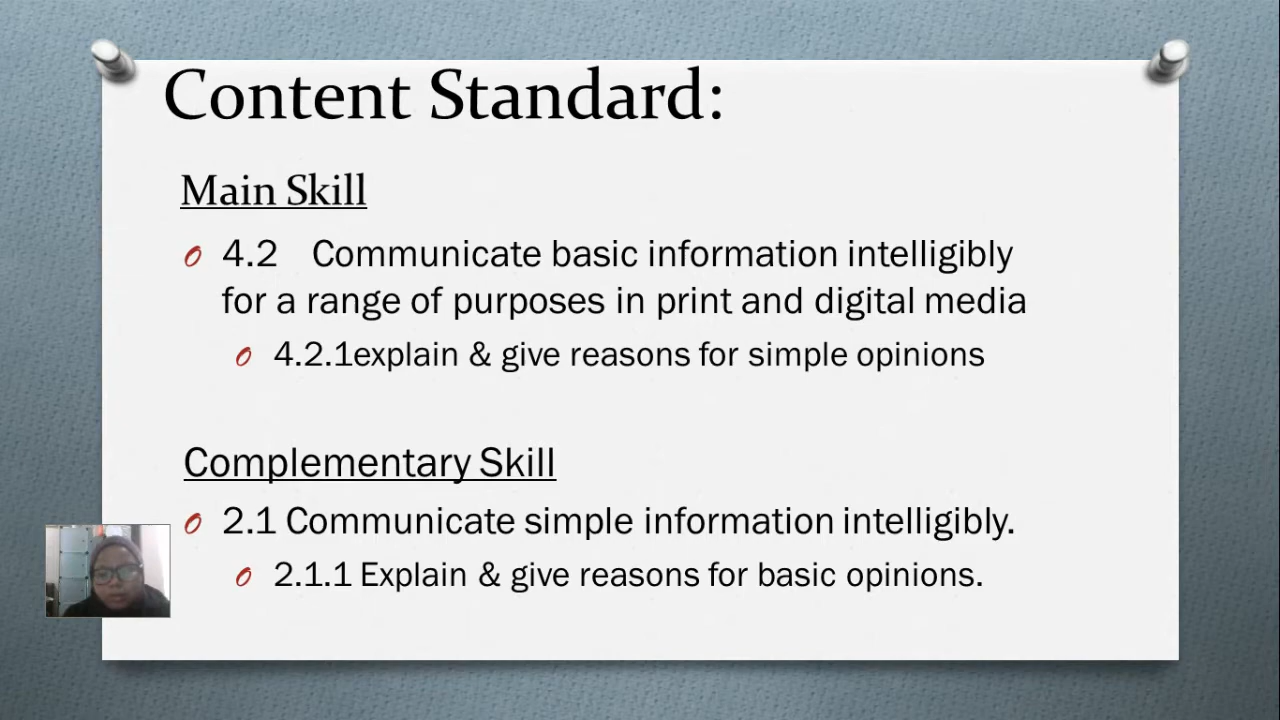 Content Standard:
Main Skill
4.2 Communicate basic information intelligibly
for a range of purposes in print and digital media
4.2.1explain & give reasons for simple opinions
Complementary Skill
2.1 Communicate simple information intelligibly.
2.1.1 Explain & give reasons for basic opinions.